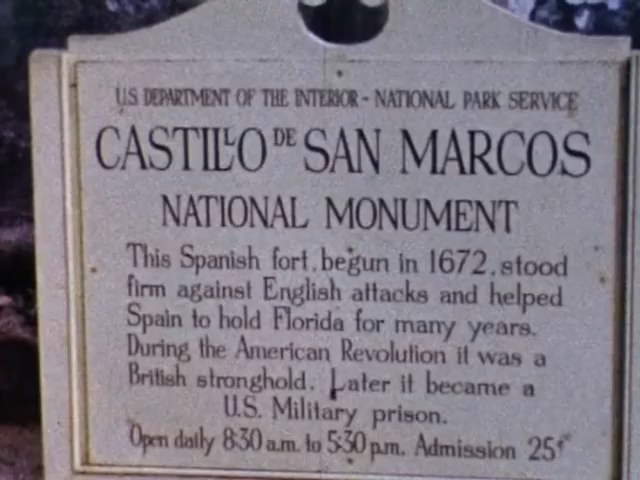 U.S. DEPARTMENT OF THE INTERIOR - NATIONAL PARK SERVICE
CASTILLO DE SAN MARCOS
NATIONAL MONUMENT
This Spanish fort, begun in 1672, stood
firm against English attacks and helped
Spain to hold Florida for many years.
During the American Revolution it was a
British stronghold. Later it became a
U.S. Military prison.
Open daily 8:30 a.m. to 5:30 p.m. Admission 25¢